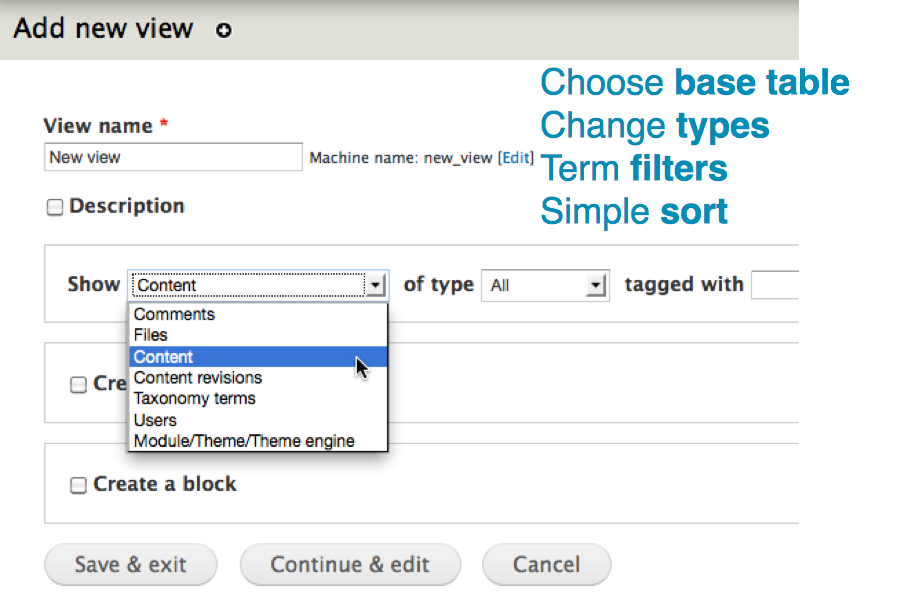 Add new view
Choose base table
Change types
Term filters
Simple sort
View name *
New view
Machine name: new_view [Edit]
Description
Show Content of type All tagged with
Comments
Files
Content
Content revisions
Taxonomy terms
Users
Module/Theme/Theme engine
Cre
Create a block
Save & exit Continue & edit Cancel